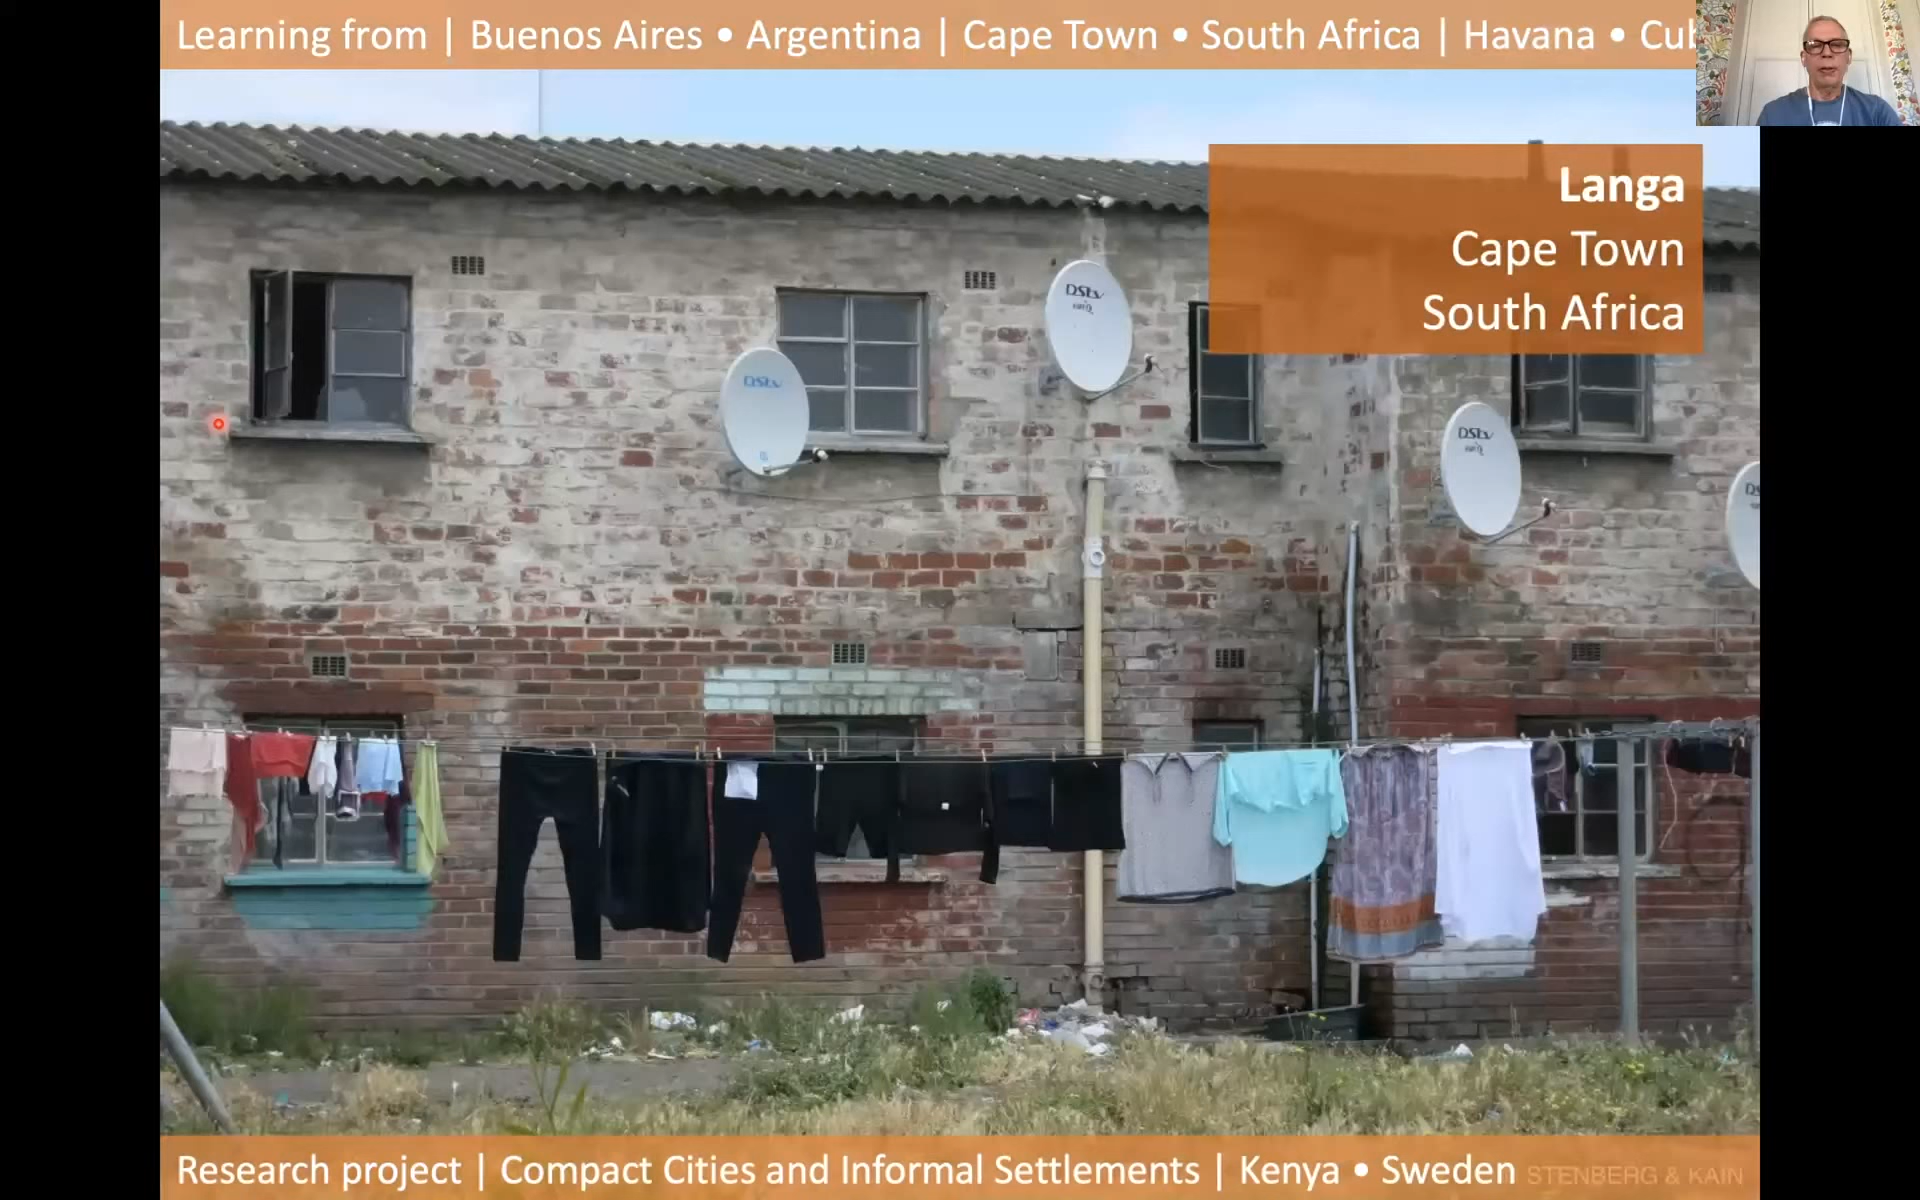 Learning from | Buenos Aires • Argentina | Cape Town • South Africa | Havana • Cub
Langa
Cape Town
South Africa
DStv
DStv
DStv
Research project | Compact Cities and Informal Settlements | Kenya • Sweden STENBERG & KAIN